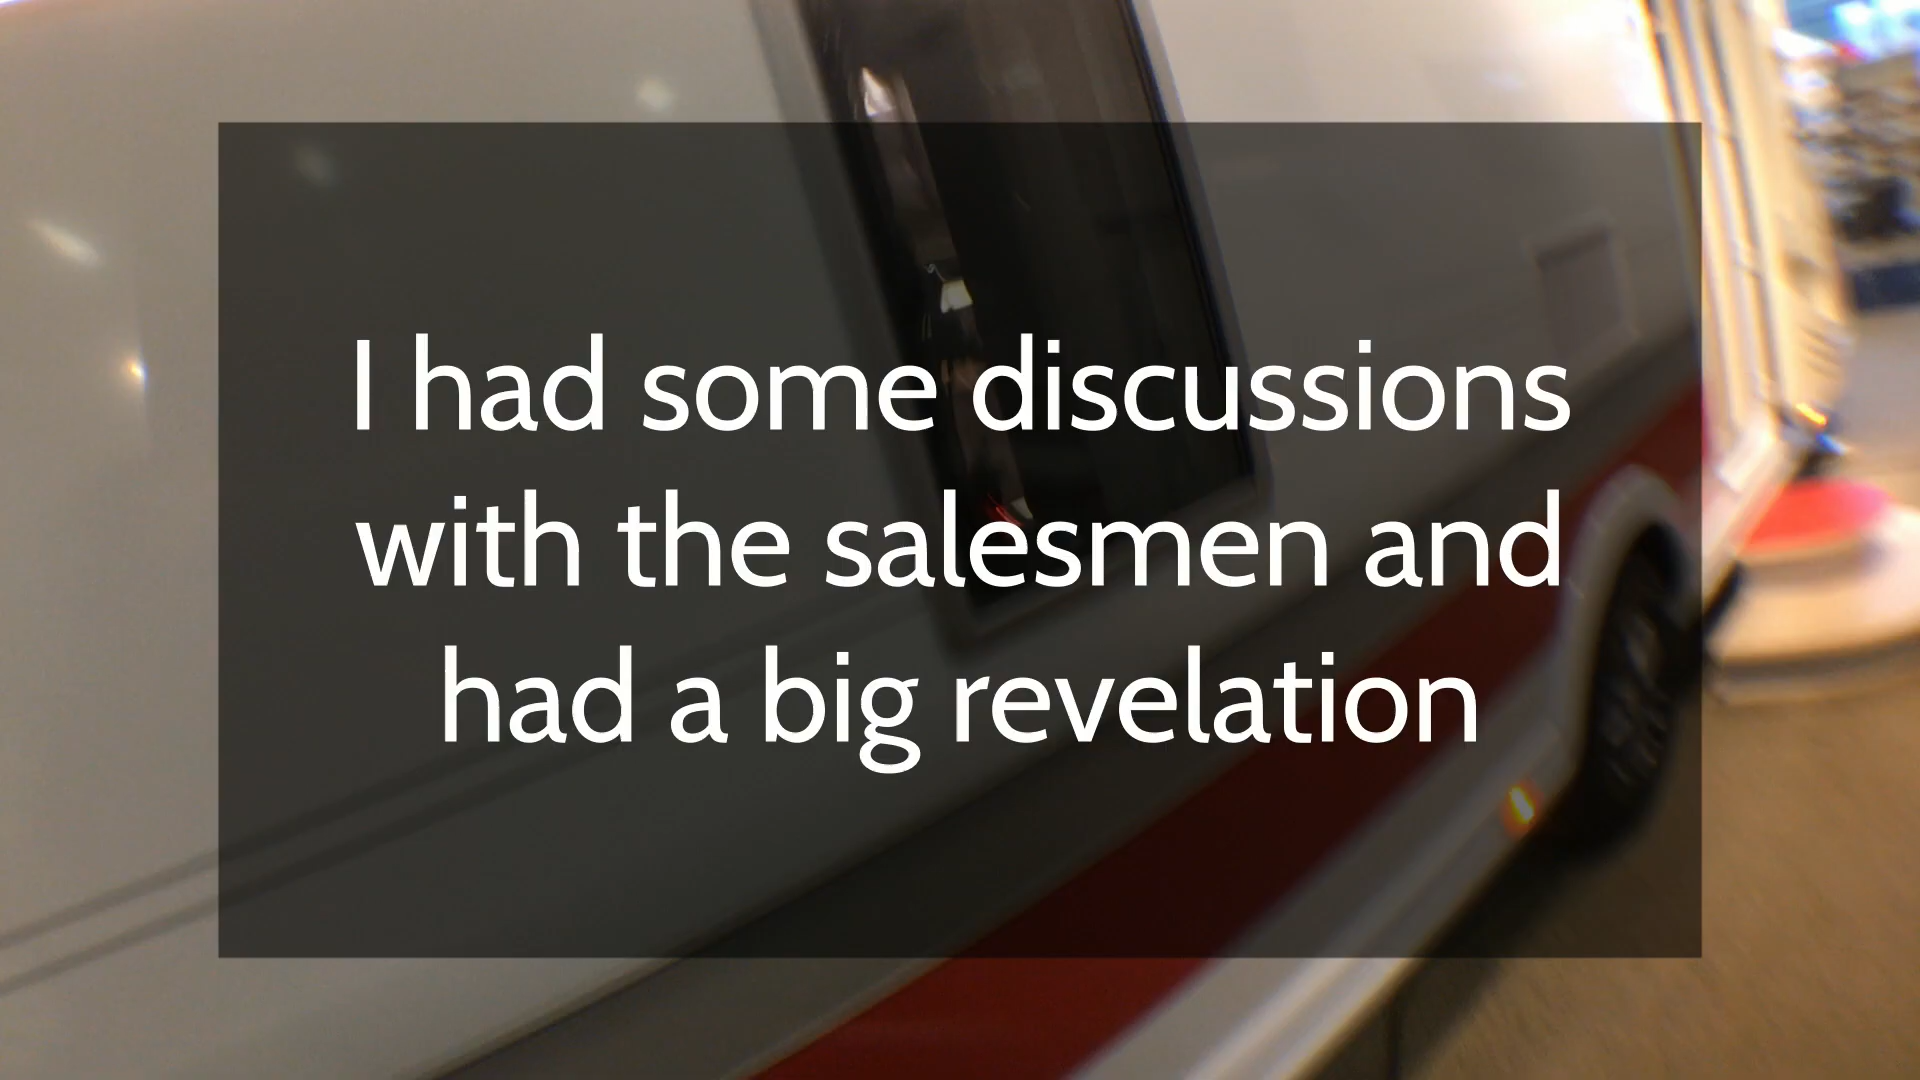 I had some discussions
with the salesmen and
had a big revelation